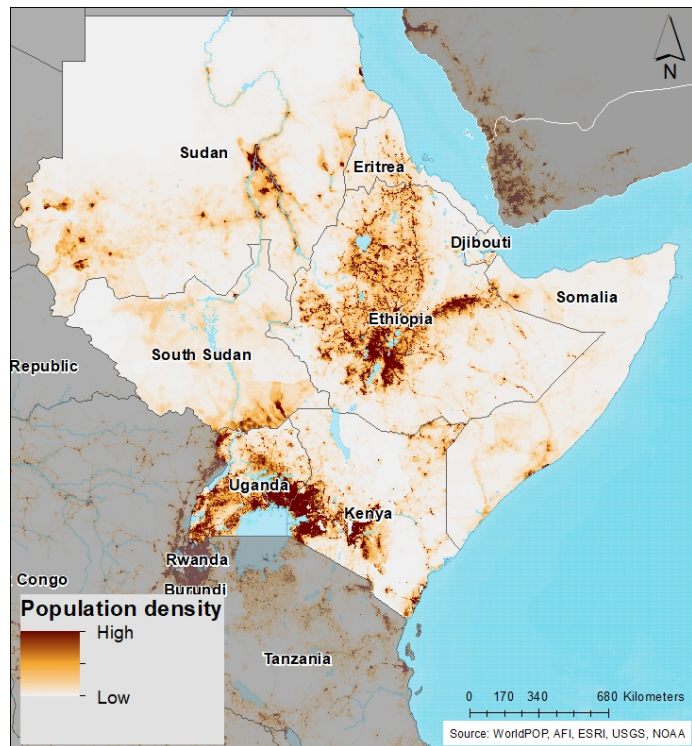 N
Sudan
Eritrea
Djibouti
Somalia
Ethiopia
South Sudan
Republic
Uganda
Kenya
Rwanda
Congo
Burundi
Population density
High
Low
Tanzania
0 170 340 680 Kilometers
Source: WorldPOP, AFI, ESRI, USGS, NOAA